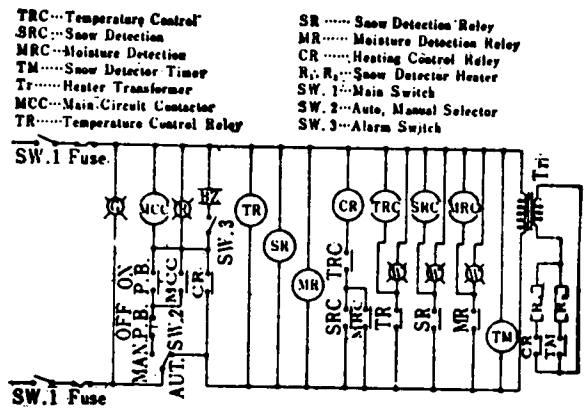 TRC…Temperature Control
SRC…Snow Detection
MRC…Moisture Detection
TM……Snow Detector Timer
Tr……Heater Transformer
MCC…Main Circuit Contactor
TR……Temperature Control Relay
SR……Snow Detection Relay
MR……Moisture Detection Relay
CR……Heating Control Relay
R₁, R₂…Snow Detector Heater
SW. 1…Main Switch
SW. 2…Auto, Manual Selector
SW. 3…Alarm Switch
SW.1 Fuse
Tr
G
MCC
R
BZ
TR
SR
MR
CR
TRC
SRC
MRC
TM
SW.3
ON
P.B.
MCC
CR
OFF
P.B.
SW.2
MAN.
AUT.
TRC
SRC
MRC
TR
SR
MR
R
R
CR
TM
SW.1 Fuse